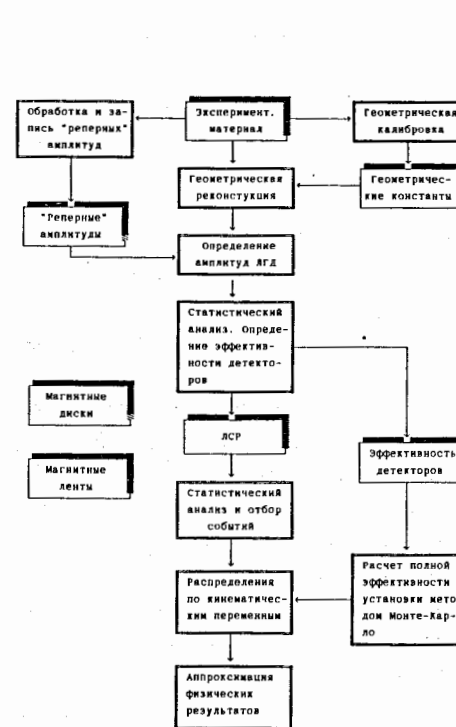 Обработка и за-
пись "реперных"
амплитуд
Эксперимент.
материал
Геометрическая
калибровка
Геометрическая
реконстукция
Геометричес-
кие константы
"Реперные"
амплитуды
Определение
амплитуд ЛГД
Статистический
анализ. Опреде-
ние эффектив-
ности детекто-
ров
Магнитные
диски
ЛСР
Эффективность
детекторов
Магнитные
ленты
Статистический
анализ и отбор
событий
Распределения
по кинематичес-
ким переменным
Расчет полной
эффективности
установки мето
дом Монте-Кар-
ло
Аппроксимация
физических
результатов